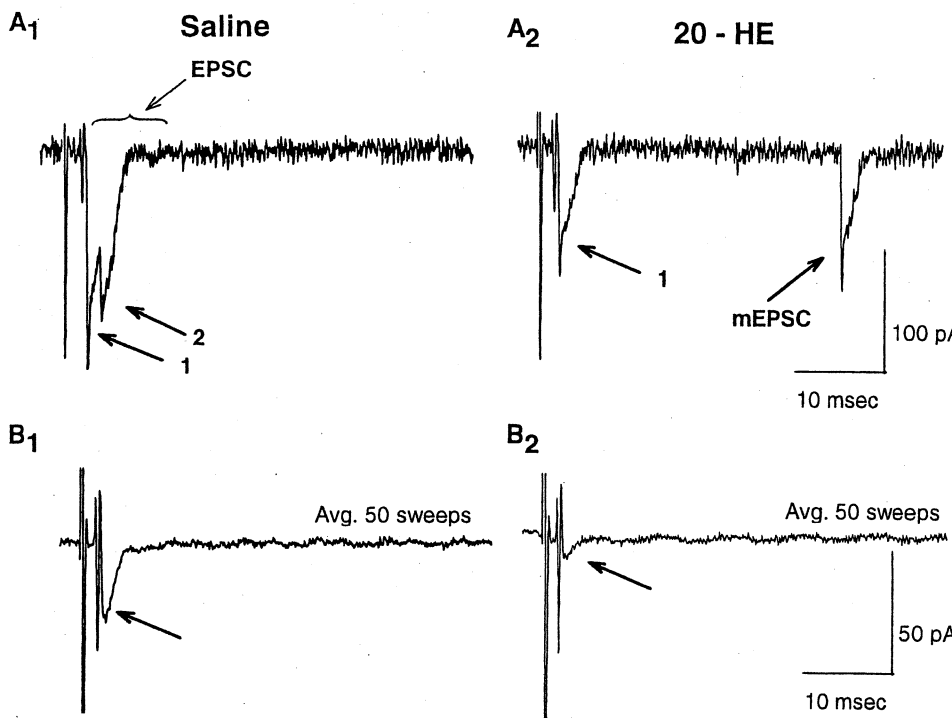 A1 Saline
EPSC
2
1
A2 20 - HE
1
mEPSC
100 pA
10 msec
B1
Avg. 50 sweeps
B2
Avg. 50 sweeps
50 pA
10 msec